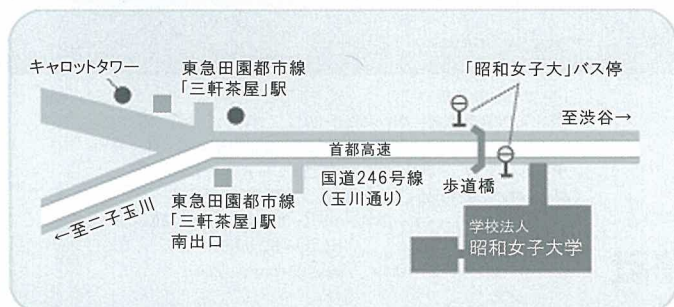 キャロットタワー
東急田園都市線
「三軒茶屋」駅
「昭和女子大」バス停
至渋谷→
首都高速
国道246号線
(玉川通り)
歩道橋
←至二子玉川
東急田園都市線
「三軒茶屋」駅
南出口
学校法人
昭和女子大学